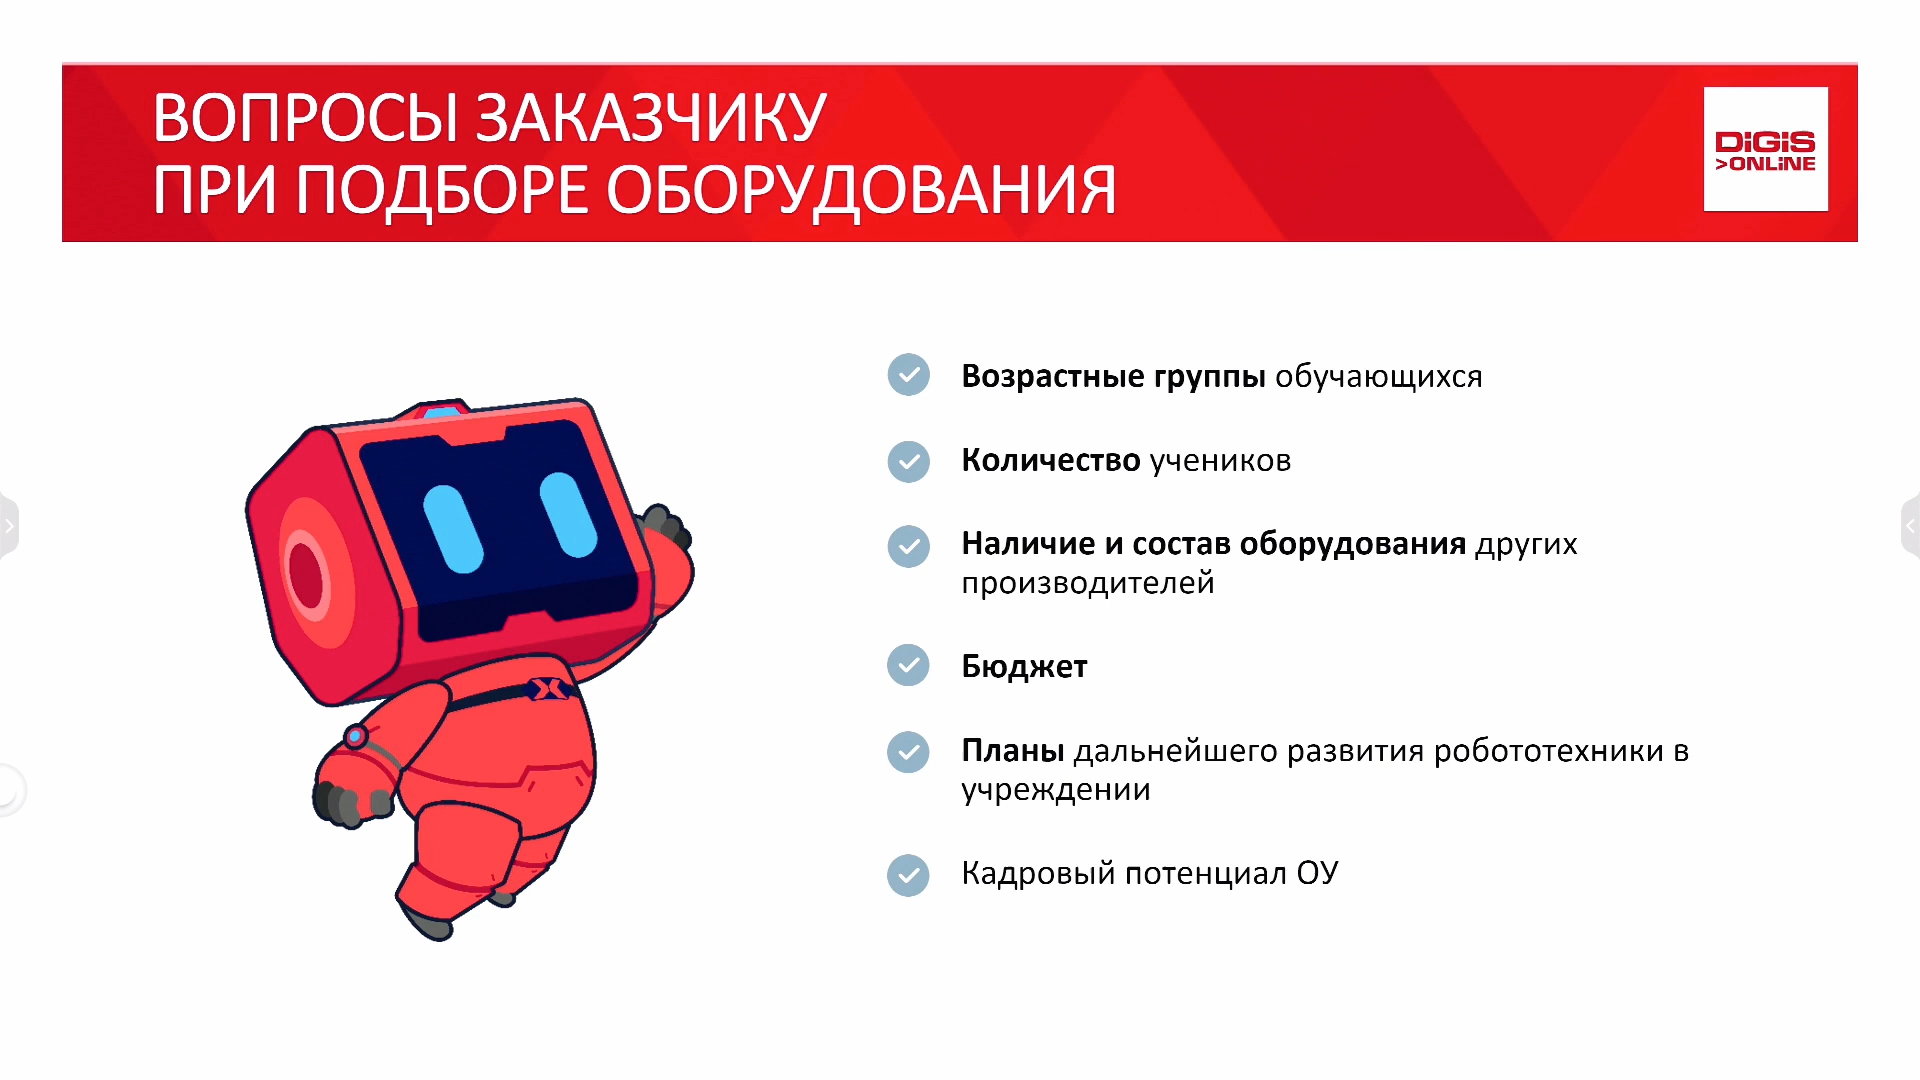 ВОПРОСЫ ЗАКАЗЧИКУ
ПРИ ПОДБОРЕ ОБОРУДОВАНИЯ
DiGiS
>ONLiNE
Возрастные группы обучающихся
Количество учеников
Наличие и состав оборудования других
производителей
Бюджет
Планы дальнейшего развития робототехники в
учреждении
Кадровый потенциал ОУ